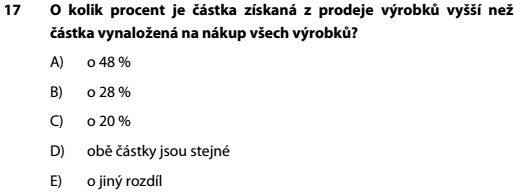 17 O kolik procent je částka získaná z prodeje výrobků vyšší než
částka vynaložená na nákup všech výrobků?
A) o 48 %
B) o 28 %
C) o 20 %
D) obě částky jsou stejné
E) o jiný rozdíl